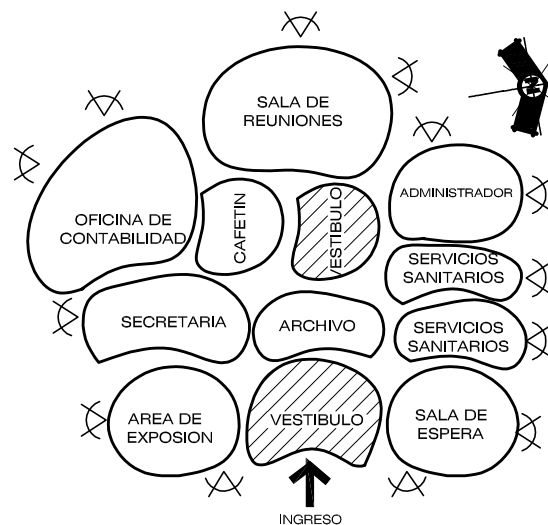 SALA DE
REUNIONES
ADMINISTRADOR
OFICINA DE
CONTABILIDAD
CAFETIN
VESTIBULO
SERVICIOS
SANITARIOS
SECRETARIA
ARCHIVO
SERVICIOS
SANITARIOS
AREA DE
EXPOSION
VESTIBULO
SALA DE
ESPERA
INGRESO